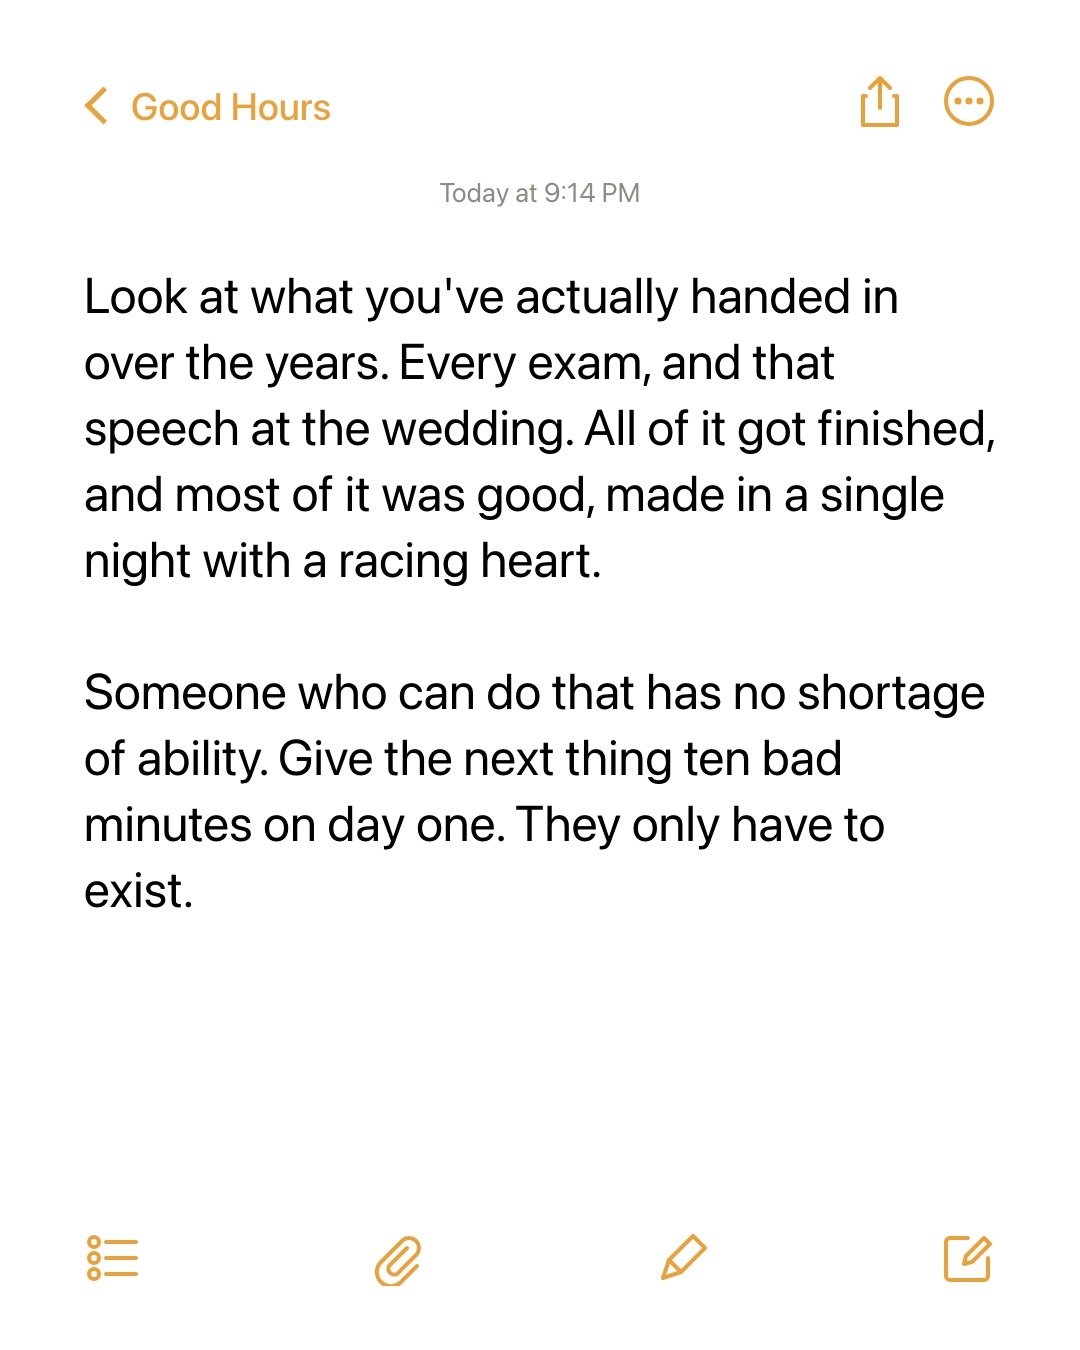 Good Hours
Today at 9:14 PM
Look at what you've actually handed in
over the years. Every exam, and that
speech at the wedding. All of it got finished,
and most of it was good, made in a single
night with a racing heart.
Someone who can do that has no shortage
of ability. Give the next thing ten bad
minutes on day one. They only have to
exist.